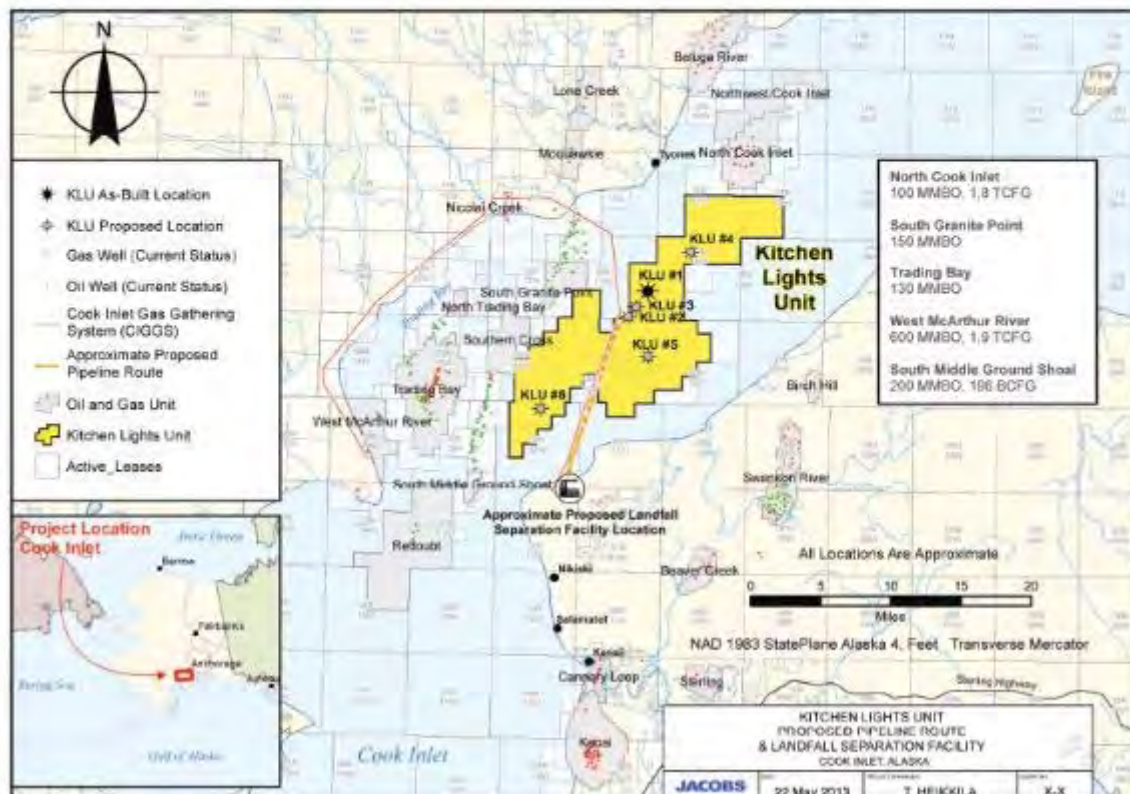 N
Beluga River
Lone Creek
Northwest Cook Inlet
Fire
Island
Moquawkie
North Cook Inlet
Tyonek
Nicolai Creek
KLU As-Built Location
KLU Proposed Location
Gas Well (Current Status)
Oil Well (Current Status)
Cook Inlet Gas Gathering
System (CIGGS)
Approximate Proposed
Pipeline Route
Oil and Gas Unit
Kitchen Lights Unit
Active_Leases
North Cook Inlet
100 MMBO, 1.8 TCFG
South Granite Point
150 MMBO
Trading Bay
130 MMBO
West McArthur River
600 MMBO, 1.9 TCFG
South Middle Ground Shoal
200 MMBO, 196 BCFG
KLU #4
Kitchen
Lights
Unit
KLU #1
KLU #3
KLU #2
KLU #5
KLU #6
South Granite Point
North Trading Bay
Southern Cross
Trading Bay
West McArthur River
Birch Hill
South Middle Ground Shoal
Swanson River
Approximate Proposed Landfall
Separation Facility Location
Redoubt
Nikiski
Beaver Creek
Salamatof
Kenai
Cannery Loop
Sterling
Sterling Highway
Kenai
Cook Inlet
All Locations Are Approximate
0 5 10 15 20
Miles
NAD 1983 StatePlane Alaska 4, Feet Transverse Mercator
Project Location
Cook Inlet
Arctic Ocean
Barrow
Fairbanks
Anchorage
Juneau
Bering Sea
Gulf of Alaska
KITCHEN LIGHTS UNIT
PROPOSED PIPELINE ROUTE
& LANDFALL SEPARATION FACILITY
COOK INLET, ALASKA
JACOBS
22 May 2013
T. HEIKKILA
X-X